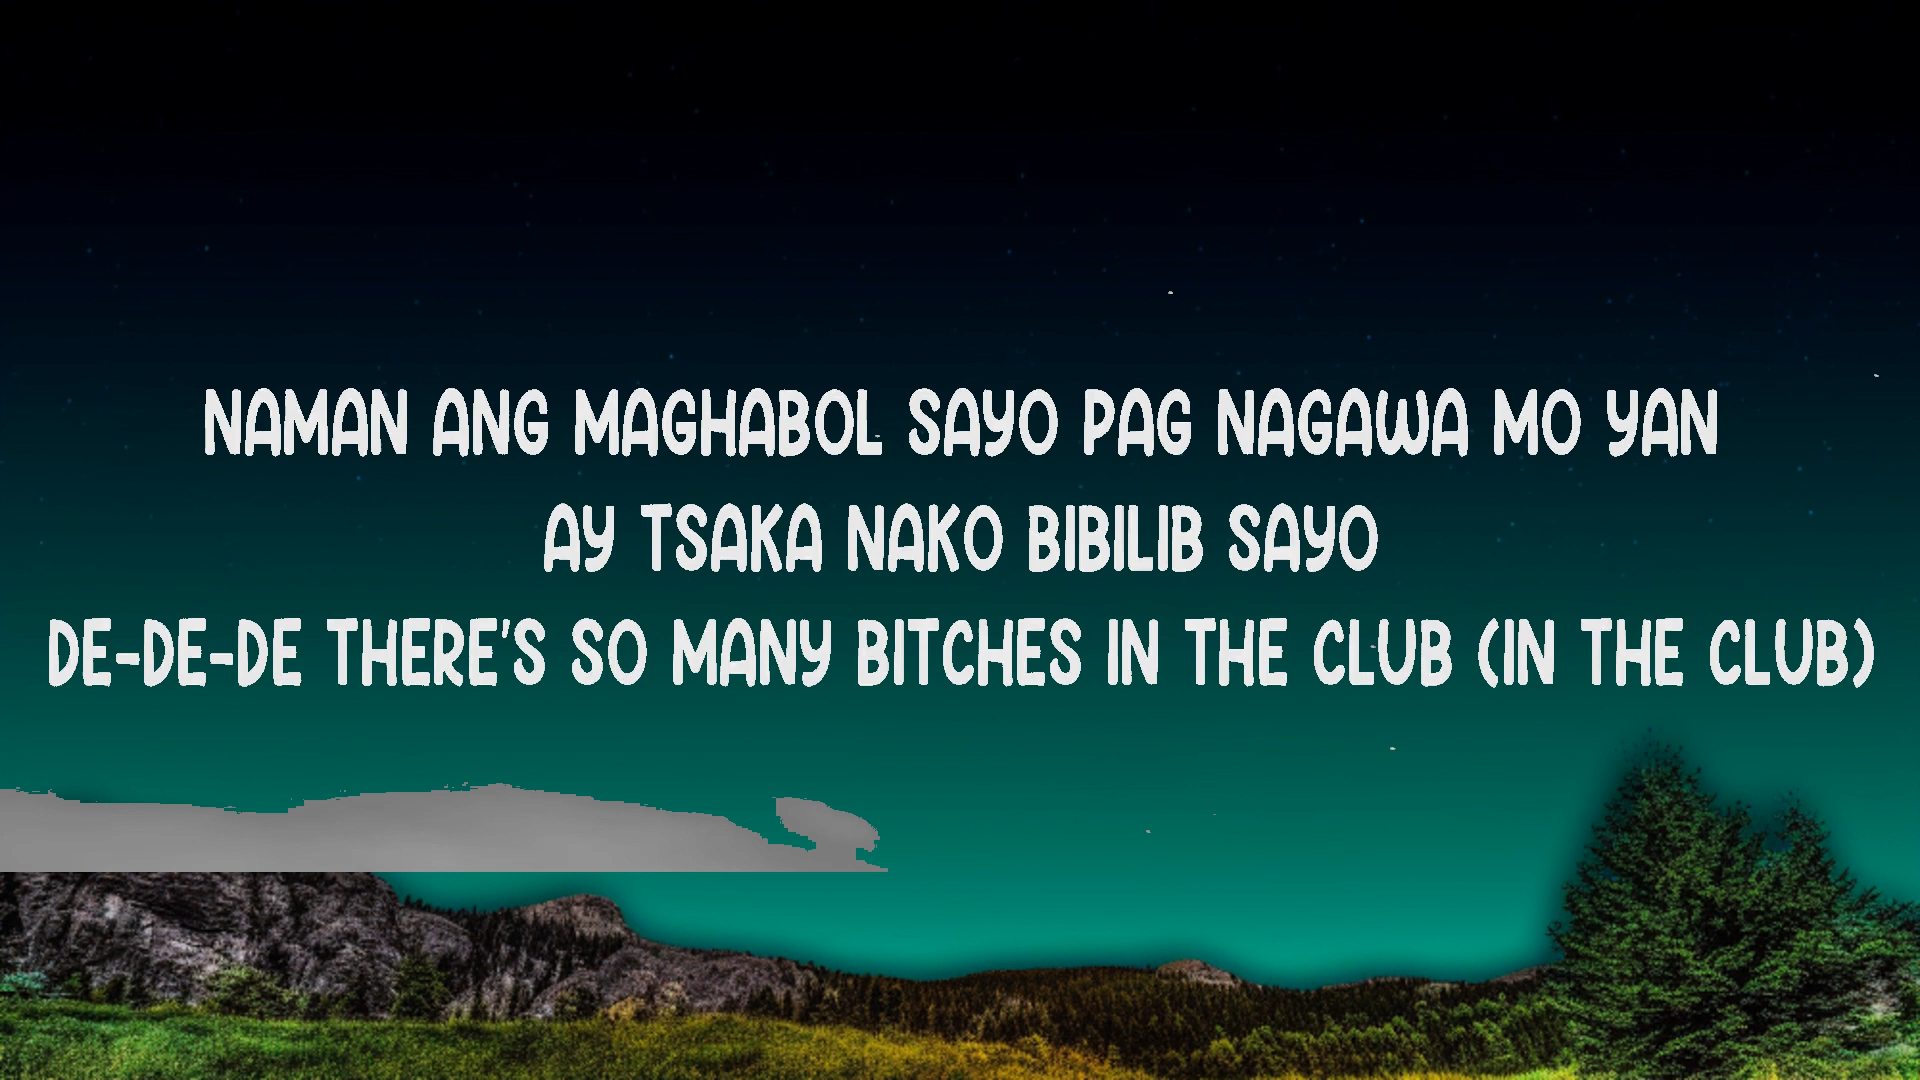 NAMAN ANG MAGHABOL SAYO PAG NAGAWA MO YAN
AY TSAKA NAKO BIBILIB SAYO
DE-DE-DE THERE'S SO MANY BITCHES IN THE CLUB (IN THE CLUB)